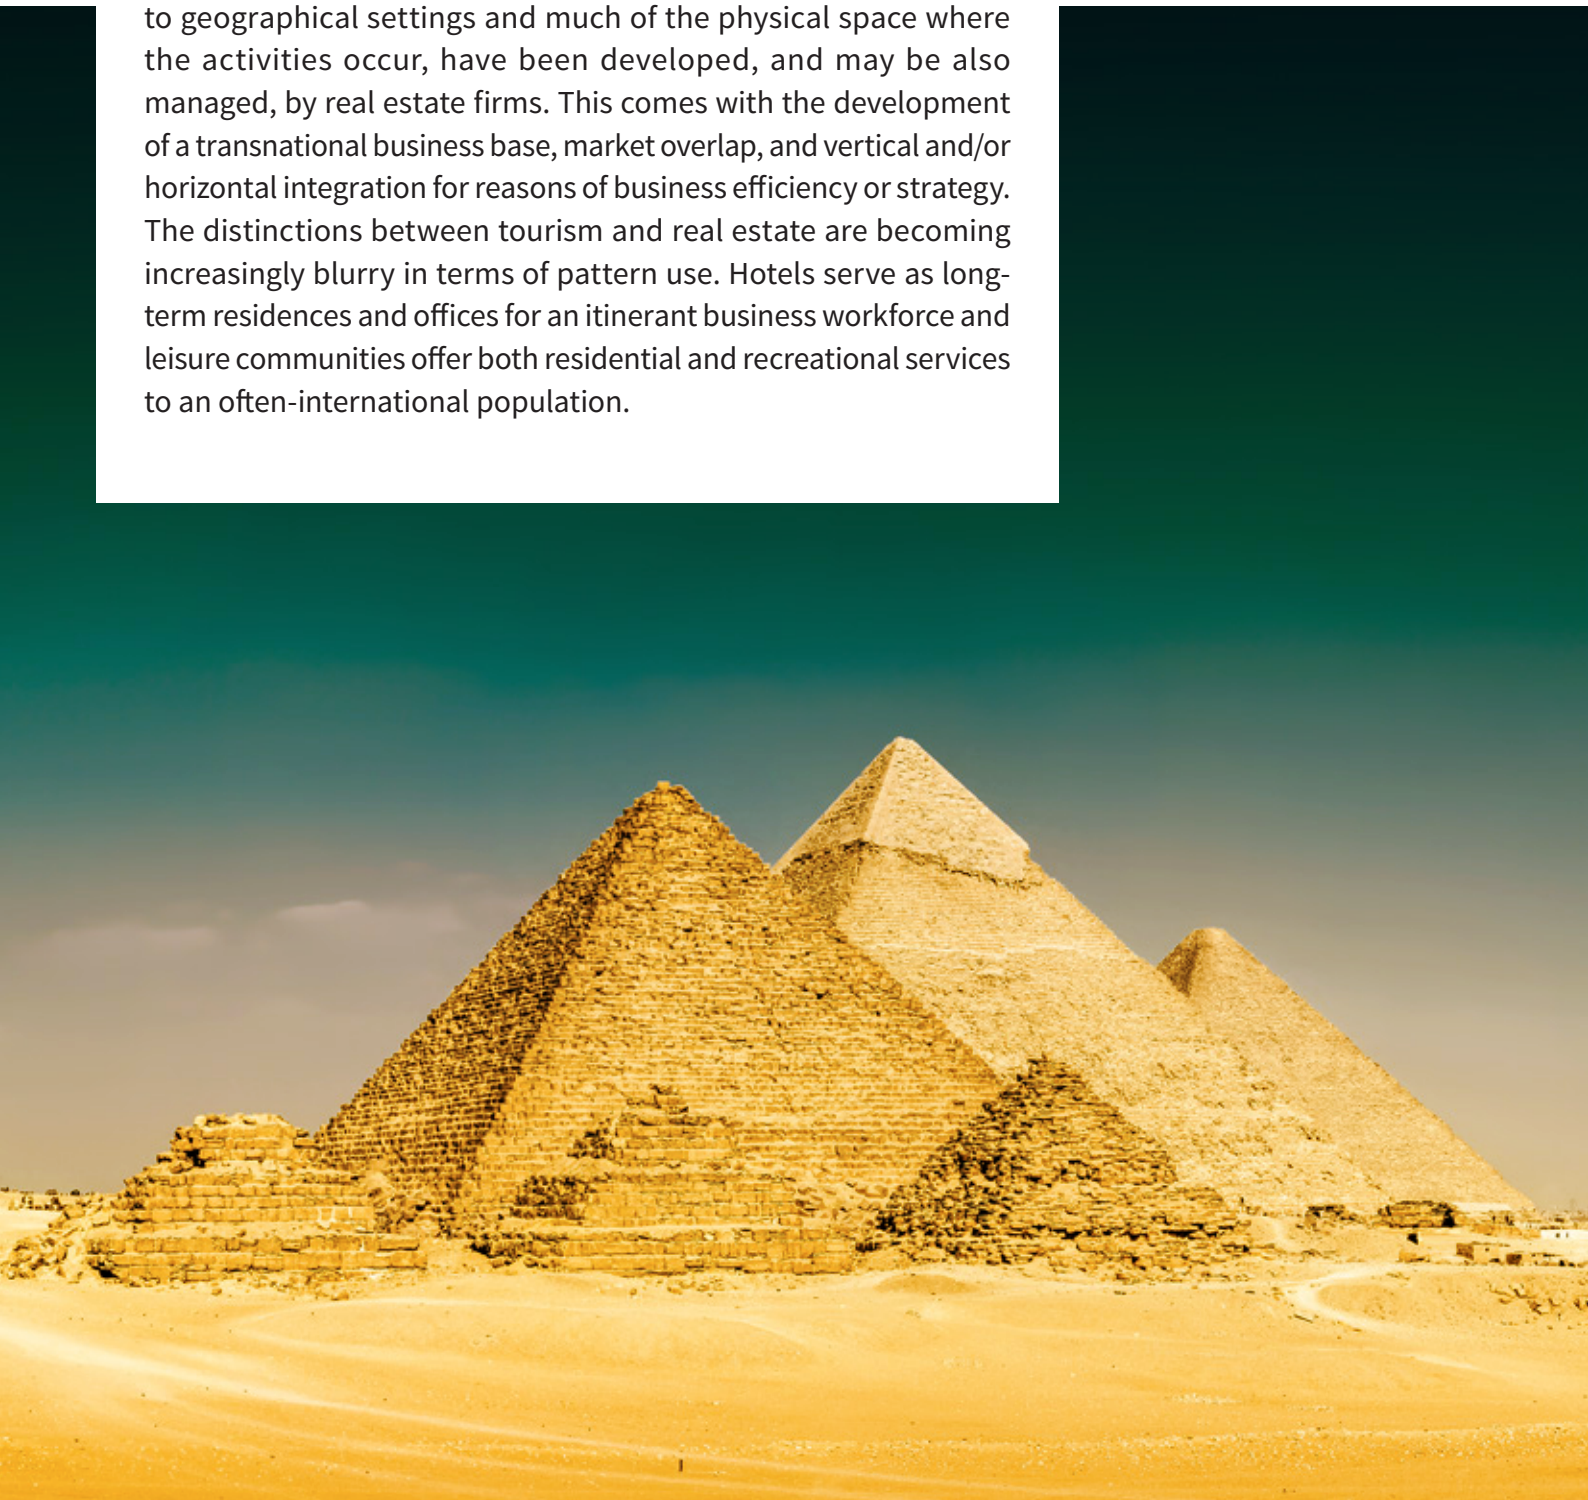 to geographical settings and much of the physical space where
the activities occur, have been developed, and may be also
managed, by real estate firms. This comes with the development
of a transnational business base, market overlap, and vertical and/or
horizontal integration for reasons of business efficiency or strategy.
The distinctions between tourism and real estate are becoming
increasingly blurry in terms of pattern use. Hotels serve as long-
term residences and offices for an itinerant business workforce and
leisure communities offer both residential and recreational services
to an often-international population.